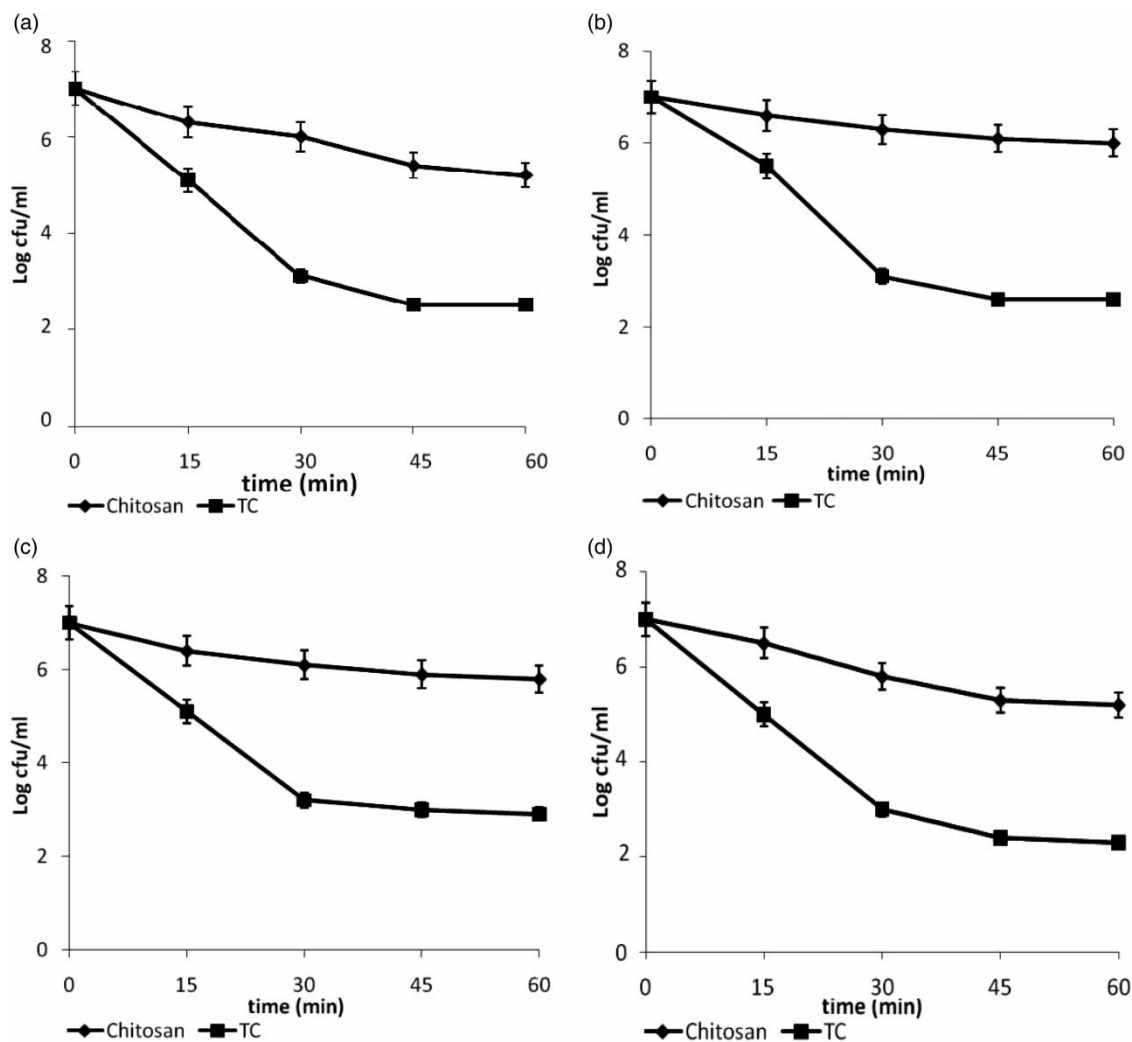 (a)
8
6
4
2
0
Log cfu/ml
0 15 30 45 60
time (min)
Chitosan TC
(b)
8
6
4
2
0
Log cfu/ml
0 15 30 45 60
time (min)
Chitosan TC
(c)
8
6
4
2
0
Log cfu/ml
0 15 30 45 60
time (min)
Chitosan TC
(d)
8
6
4
2
0
Log cfu/ml
0 15 30 45 60
time (min)
Chitosan TC